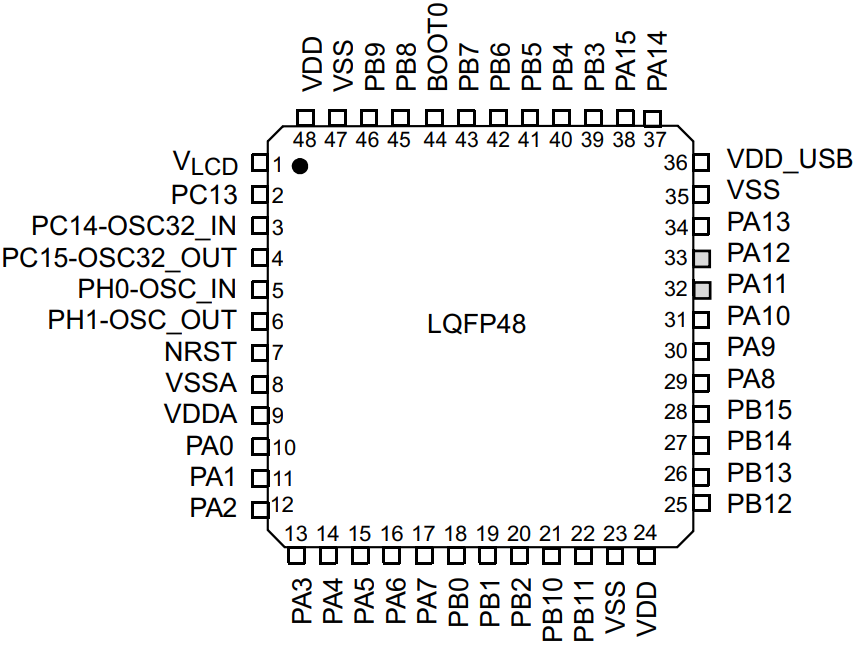 VDD
VSS
PB9
PB8
BOOT0
PB7
PB6
PB5
PB4
PB3
PA15
PA14
48 47 46 45 44 43 42 41 40 39 38 37
VLCD 1 36 VDD_USB
PC13 2 35 VSS
PC14-OSC32_IN 3 34 PA13
PC15-OSC32_OUT 4 33 PA12
PH0-OSC_IN 5 32 PA11
PH1-OSC_OUT 6 LQFP48 31 PA10
NRST 7 30 PA9
VSSA 8 29 PA8
VDDA 9 28 PB15
PA0 10 27 PB14
PA1 11 26 PB13
PA2 12 25 PB12
13 14 15 16 17 18 19 20 21 22 23 24
PA3
PA4
PA5
PA6
PA7
PB0
PB1
PB2
PB10
PB11
VSS
VDD